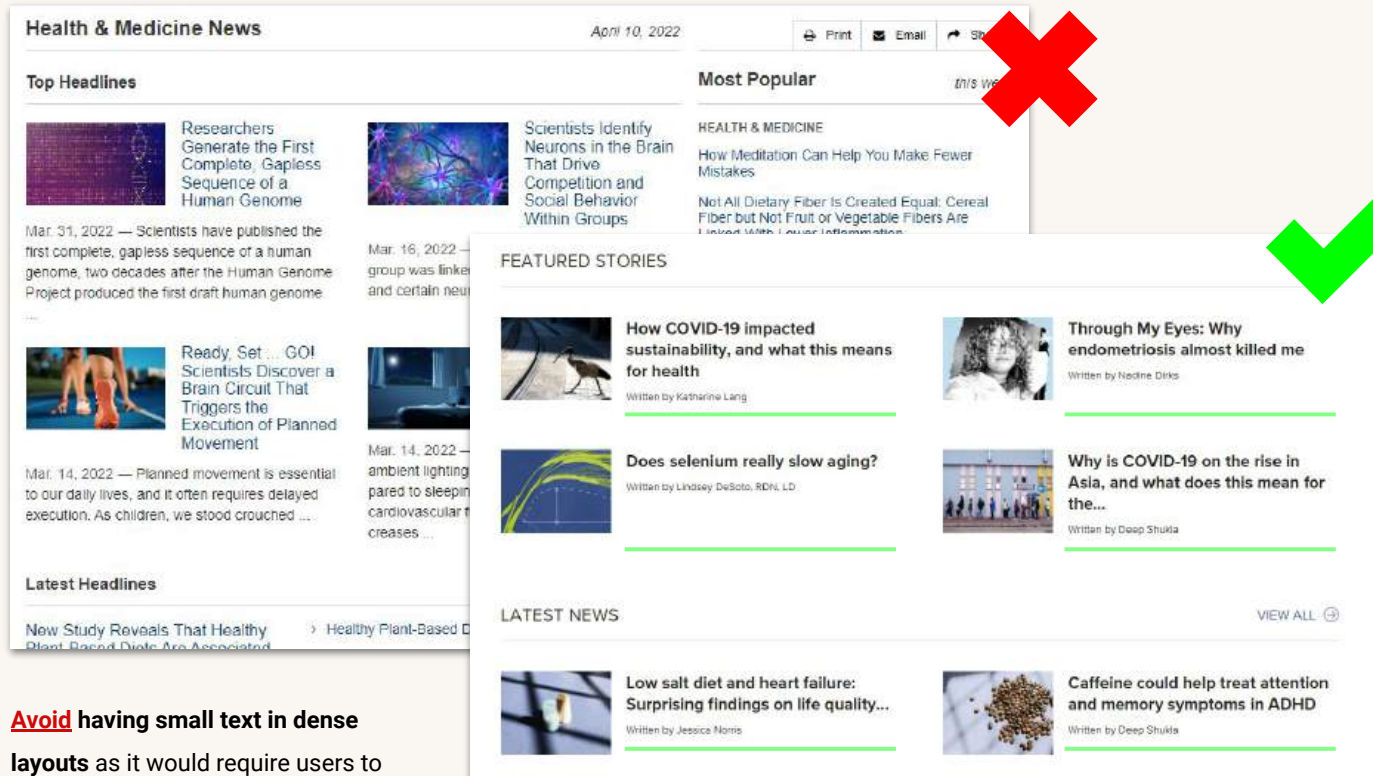 Health & Medicine News
April 10, 2022
Print
Email
Top Headlines
Researchers
Generate the First
Complete, Gapless
Sequence of a
Human Genome
Mar. 31, 2022 — Scientists have published the
first complete, gapless sequence of a human
genome, two decades after the Human Genome
Project produced the first draft human genome
...
Scientists Identify
Neurons in the Brain
That Drive
Competition and
Social Behavior
Within Groups
Mar. 16, 2022 —
group was linke
and certain neu
Ready, Set ... GO!
Scientists Discover a
Brain Circuit That
Triggers the
Execution of Planned
Movement
Mar. 14, 2022 — Planned movement is essential
to our daily lives, and it often requires delayed
execution. As children, we stood crouched ...
Mar. 14, 2022 —
ambient lighting
pared to sleepin
cardiovascular f
creases ...
Latest Headlines
New Study Reveals That Healthy
Plant-Based Diets Are Associated
› Healthy Plant-Based D
Most Popular
this we
HEALTH & MEDICINE
How Meditation Can Help You Make Fewer
Mistakes
Not All Dietary Fiber Is Created Equal: Cereal
Fiber but Not Fruit or Vegetable Fibers Are
Linked With Lower Inflammation
FEATURED STORIES
How COVID-19 impacted
sustainability, and what this means
for health
Written by Katharine Lang
Through My Eyes: Why
endometriosis almost killed me
Written by Nadine Dirks
Does selenium really slow aging?
Written by Lindsey DeSoto, RDN, LD
Why is COVID-19 on the rise in
Asia, and what does this mean for
the...
Written by Deep Shukla
LATEST NEWS
VIEW ALL
Low salt diet and heart failure:
Surprising findings on life quality...
Written by Jessica Norris
Caffeine could help treat attention
and memory symptoms in ADHD
Written by Deep Shukla
Avoid having small text in dense
layouts as it would require users to